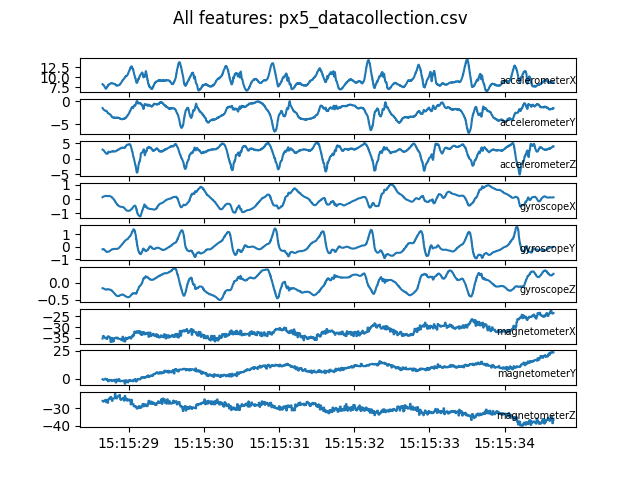 All features: px5_datacollection.csv
12.5
10.0
7.5
accelerometerX
0
−5
accelerometerY
5
0
−5
accelerometerZ
1
0
−1
gyroscopeX
1
0
−1
gyroscopeY
0.0
−0.5
gyroscopeZ
−25
−30
−35
magnetometerX
25
0
magnetometerY
−30
−40
magnetometerZ
15:15:29 15:15:30 15:15:31 15:15:32 15:15:33 15:15:34